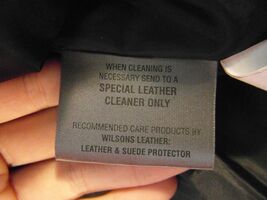 WHEN CLEANING IS
NECESSARY SEND TO A
SPECIAL LEATHER
CLEANER ONLY
RECOMMENDED CARE PRODUCTS BY
WILSONS LEATHER:
LEATHER & SUEDE PROTECTOR